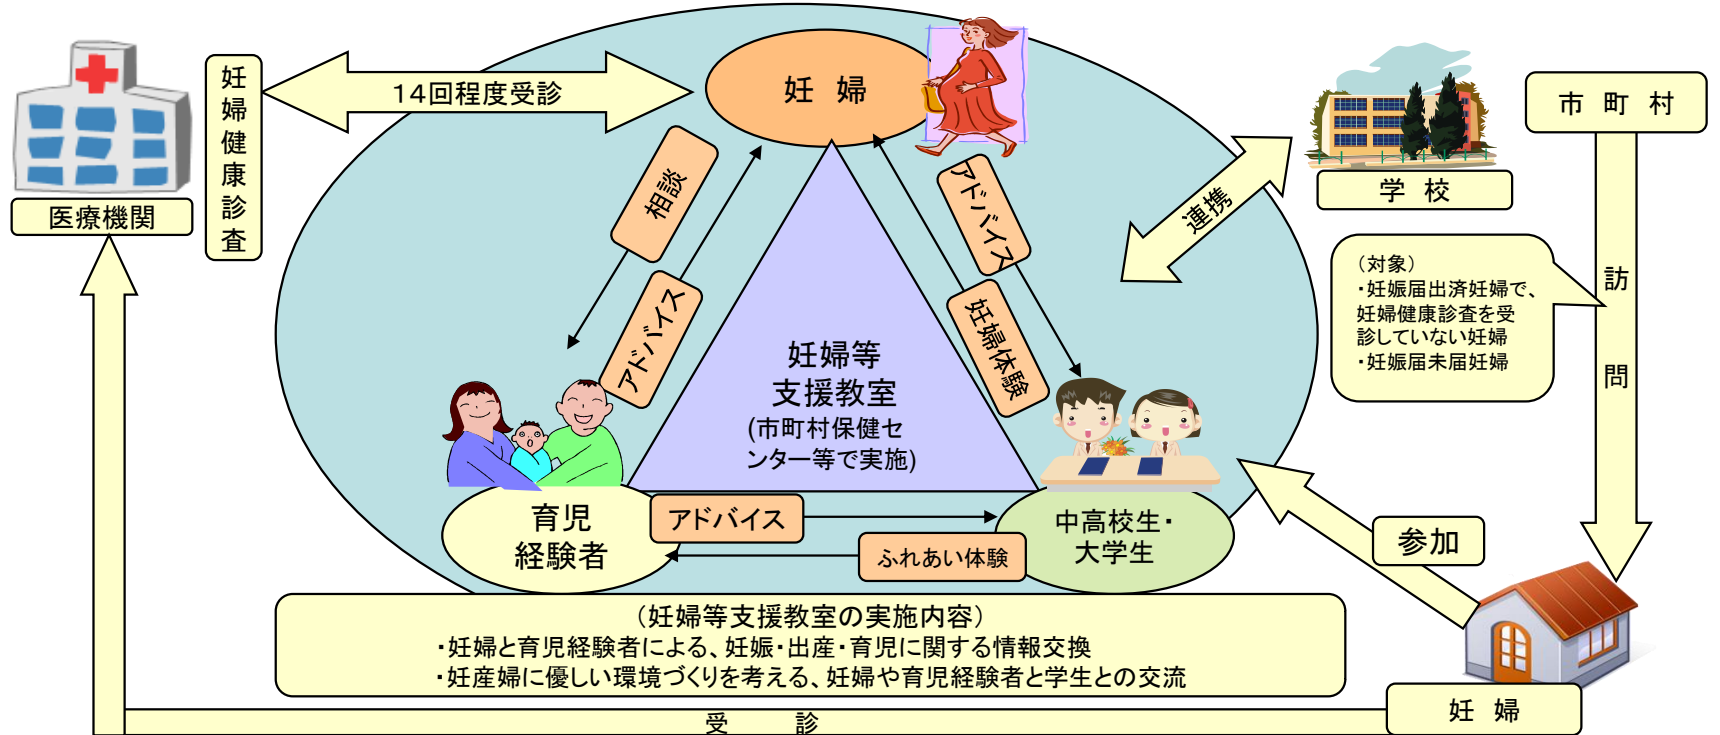 妊婦健康診査
医療機関
14回程度受診
妊 婦
相談
アドバイス
アドバイス
妊婦体験
連携
学 校
市 町 村
訪 問
(対象)
・妊娠届出済妊婦で、
妊婦健康診査を受
診していない妊婦
・妊娠届未届妊婦
妊婦等
支援教室
(市町村保健セ
ンター等で実施)
育児
経験者
アドバイス
ふれあい体験
中高校生・
大学生
参加
(妊婦等支援教室の実施内容)
・妊婦と育児経験者による、妊娠・出産・育児に関する情報交換
・妊産婦に優しい環境づくりを考える、妊婦や育児経験者と学生との交流
妊 婦
受 診